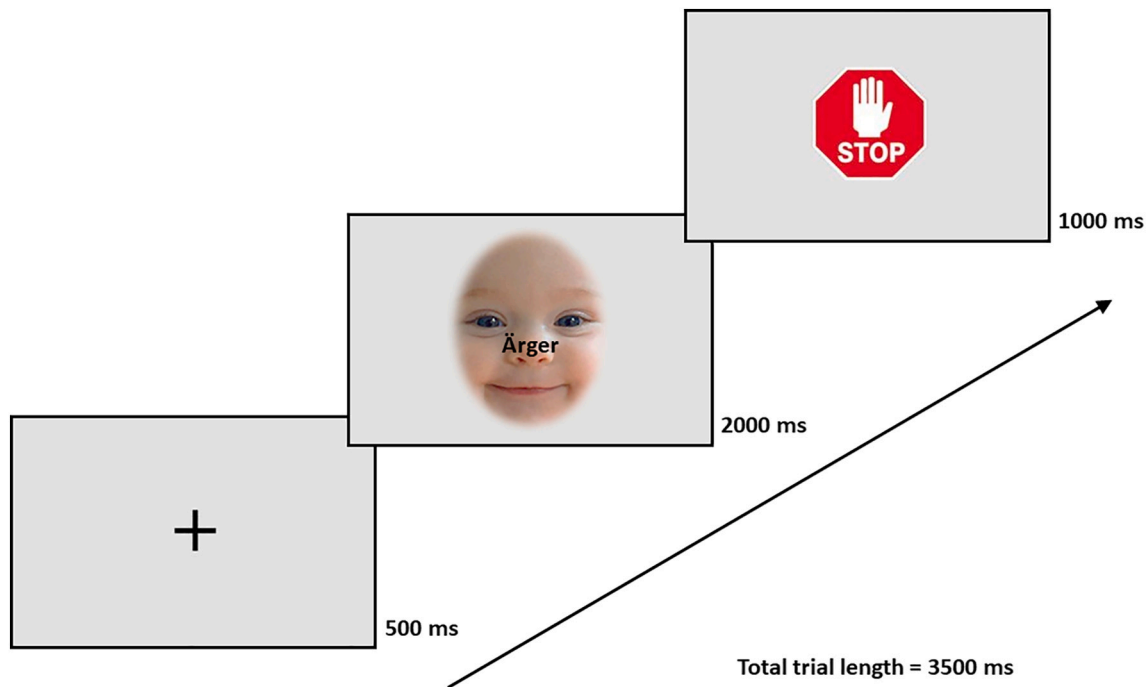 STOP
1000 ms
Ärger
2000 ms
500 ms
Total trial length = 3500 ms